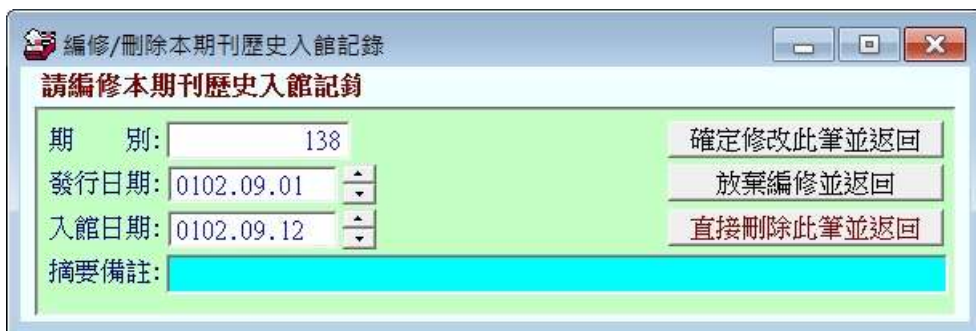 編修/刪除本期刊歷史入館記錄
請編修本期刊歷史入館記錄
期 別: 138 確定修改此筆並返回
發行日期: 0102.09.01 放棄編修並返回
入館日期: 0102.09.12 直接刪除此筆並返回
摘要備註: